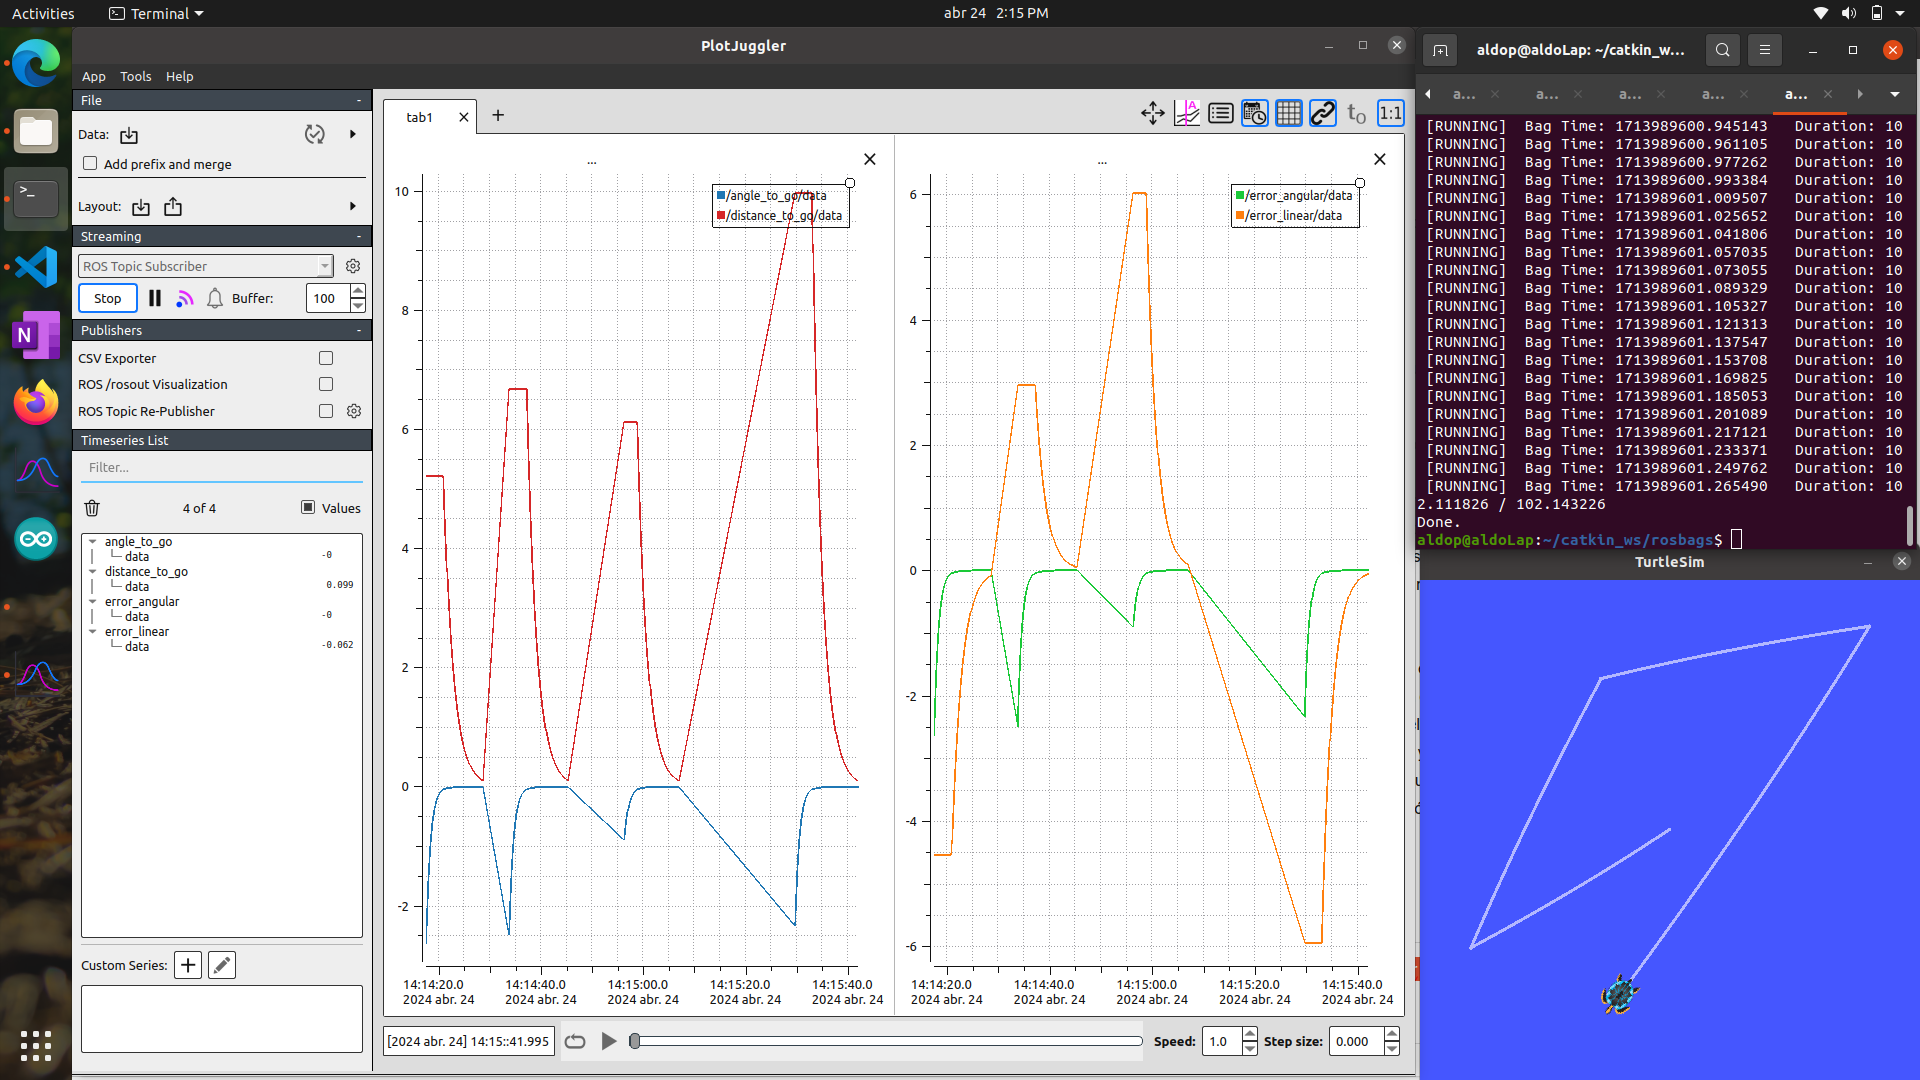 Activities
Terminal
abr 24 2:15 PM
PlotJuggler
App Tools Help
File -
Data:
Add prefix and merge
Layout:
Streaming -
ROS Topic Subscriber
Stop
Buffer: 100
Publishers -
CSV Exporter
ROS /rosout Visualization
ROS Topic Re-Publisher
Timeseries List
Filter...
4 of 4
Values
angle_to_go
data -0
distance_to_go
data 0.099
error_angular
data -0
error_linear
data -0.062
Custom Series:
tab1
t0
1:1
...
/angle_to_go/data
/distance_to_go/data
10
8
6
4
2
0
-2
14:14:20.0 14:14:40.0 14:15:00.0 14:15:20.0 14:15:40.0
2024 abr. 24 2024 abr. 24 2024 abr. 24 2024 abr. 24 2024 abr. 24
...
/error_angular/data
/error_linear/data
6
4
2
0
-2
-4
-6
14:14:20.0 14:14:40.0 14:15:00.0 14:15:20.0 14:15:40.0
2024 abr. 24 2024 abr. 24 2024 abr. 24 2024 abr. 24 2024 abr. 24
[2024 abr. 24] 14:15::41.995
Speed: 1.0
Step size: 0.000
aldop@aldoLap: ~/catkin_w...
a... a... a... a... a...
[RUNNING] Bag Time: 1713989600.945143 Duration: 10
[RUNNING] Bag Time: 1713989600.961105 Duration: 10
[RUNNING] Bag Time: 1713989600.977262 Duration: 10
[RUNNING] Bag Time: 1713989600.993384 Duration: 10
[RUNNING] Bag Time: 1713989601.009507 Duration: 10
[RUNNING] Bag Time: 1713989601.025652 Duration: 10
[RUNNING] Bag Time: 1713989601.041806 Duration: 10
[RUNNING] Bag Time: 1713989601.057035 Duration: 10
[RUNNING] Bag Time: 1713989601.073055 Duration: 10
[RUNNING] Bag Time: 1713989601.089329 Duration: 10
[RUNNING] Bag Time: 1713989601.105327 Duration: 10
[RUNNING] Bag Time: 1713989601.121313 Duration: 10
[RUNNING] Bag Time: 1713989601.137547 Duration: 10
[RUNNING] Bag Time: 1713989601.153708 Duration: 10
[RUNNING] Bag Time: 1713989601.169825 Duration: 10
[RUNNING] Bag Time: 1713989601.185053 Duration: 10
[RUNNING] Bag Time: 1713989601.201089 Duration: 10
[RUNNING] Bag Time: 1713989601.217121 Duration: 10
[RUNNING] Bag Time: 1713989601.233371 Duration: 10
[RUNNING] Bag Time: 1713989601.249762 Duration: 10
[RUNNING] Bag Time: 1713989601.265490 Duration: 10
2.111826 / 102.143226
Done.
aldop@aldoLap:~/catkin_ws/rosbags$
TurtleSim